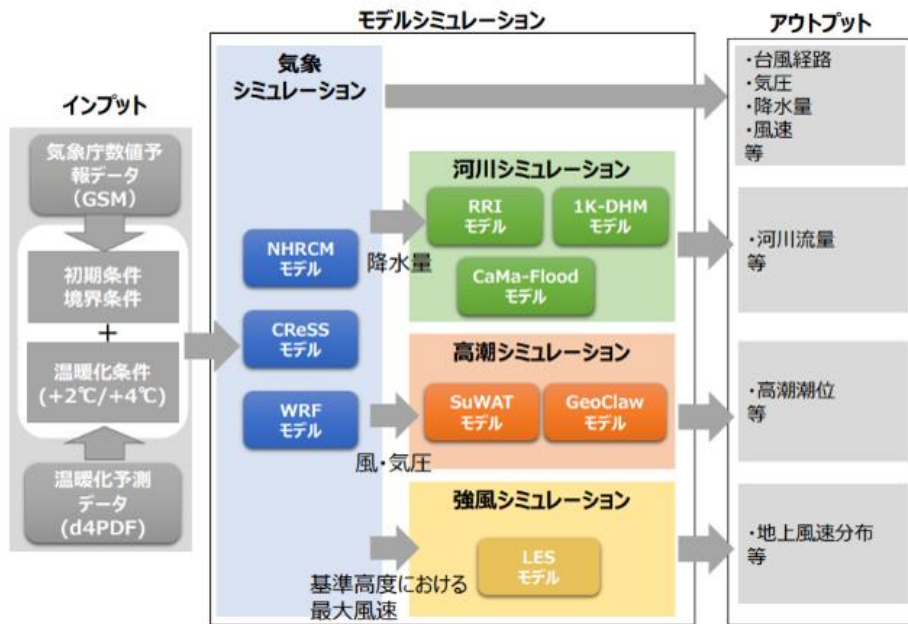 モデルシミュレーション
アウトプット
インプット
気象庁数値予
報データ
(GSM)
初期条件
境界条件
+
温暖化条件
(+2℃/+4℃)
温暖化予測
データ
(d4PDF)
気象
シミュレーション
NHRCM
モデル
CReSS
モデル
WRF
モデル
降水量
風・気圧
基準高度における
最大風速
河川シミュレーション
RRI
モデル
1K-DHM
モデル
CaMa-Flood
モデル
高潮シミュレーション
SuWAT
モデル
GeoClaw
モデル
強風シミュレーション
LES
モデル
・台風経路
・気圧
・降水量
・風速
等
・河川流量
等
・高潮潮位
等
・地上風速分布
等